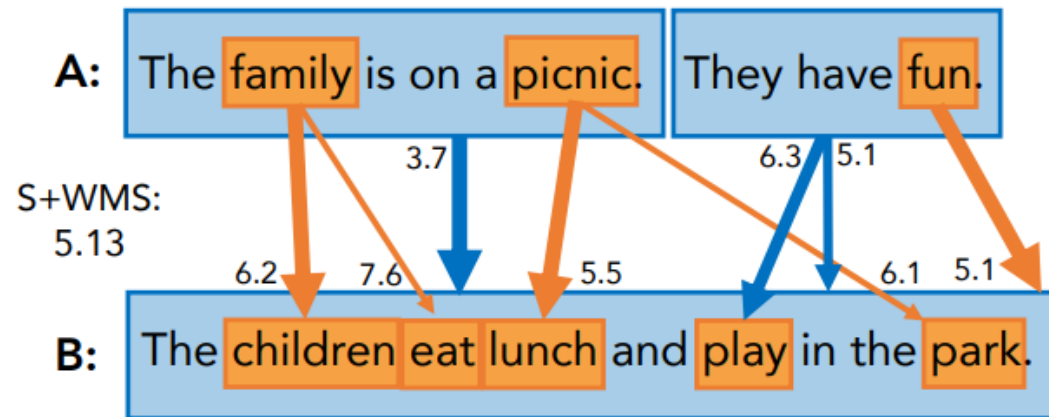 A: The family is on a picnic. They have fun.
3.7 6.3 5.1
S+WMS:
5.13
6.2 7.6 5.5 6.1 5.1
B: The children eat lunch and play in the park.